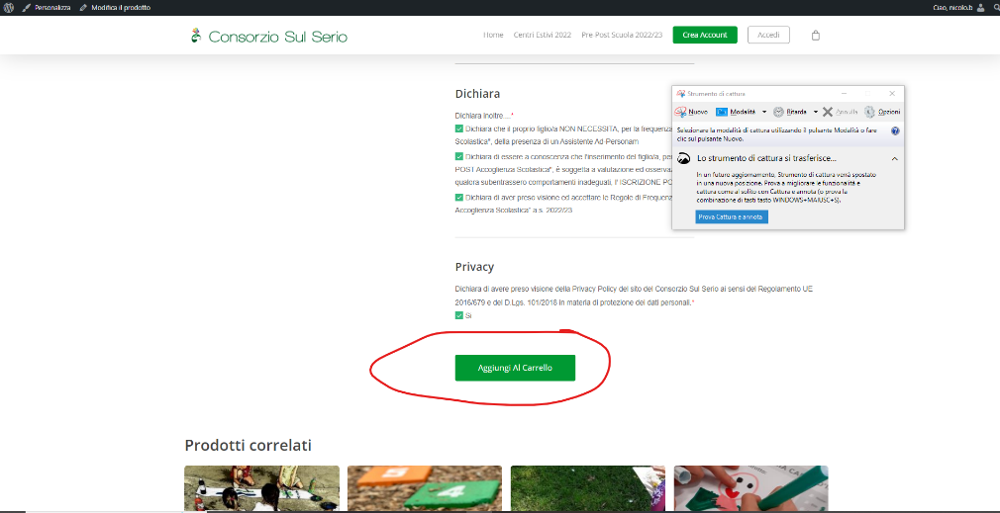 Personalizza Modifica il prodotto Ciao, nicolo.b
Consorzio Sul Serio Home Centri Estivi 2022 Pre-Post Scuola 2022/23 Crea Account Accedi
Dichiara
Dichiara inoltre....*
Dichiara che il proprio figlio/a NON NECESSITA, per la frequenza
Scolastica", della presenza di un Assistente Ad-Personam
Dichiara di essere a conoscenza che l'inserimento del figlio/a, per
POST Accoglienza Scolastica", è soggetta a valutazione ed osservaz
qualora subentrassero comportamenti inadeguati, l' ISCRIZIONE PO
Dichiara di aver preso visione ed accettare le Regole di Frequenz
Accoglienza Scolastica" a s. 2022/23
Strumento di cattura
Nuovo Modalità Ritarda Annulla Opzioni
Selezionare la modalità di cattura utilizzando il pulsante Modalità o fare
clic sul pulsante Nuovo.
Lo strumento di cattura si trasferisce...
In un futuro aggiornamento, Strumento di cattura verrà spostato
in una nuova posizione. Prova a migliorare le funzionalità e
cattura come al solito con Cattura e annota (o prova la
combinazione di tasti tasto WINDOWS+MAIUSC+S).
Prova Cattura e annota
Privacy
Dichiara di avere preso visione della Privacy Policy del sito del Consorzio Sul Serio ai sensi del Regolamento UE
2016/679 e del D.Lgs. 101/2018 in materia di protezione dei dati personali.*
Si
Aggiungi Al Carrello
Prodotti correlati
4